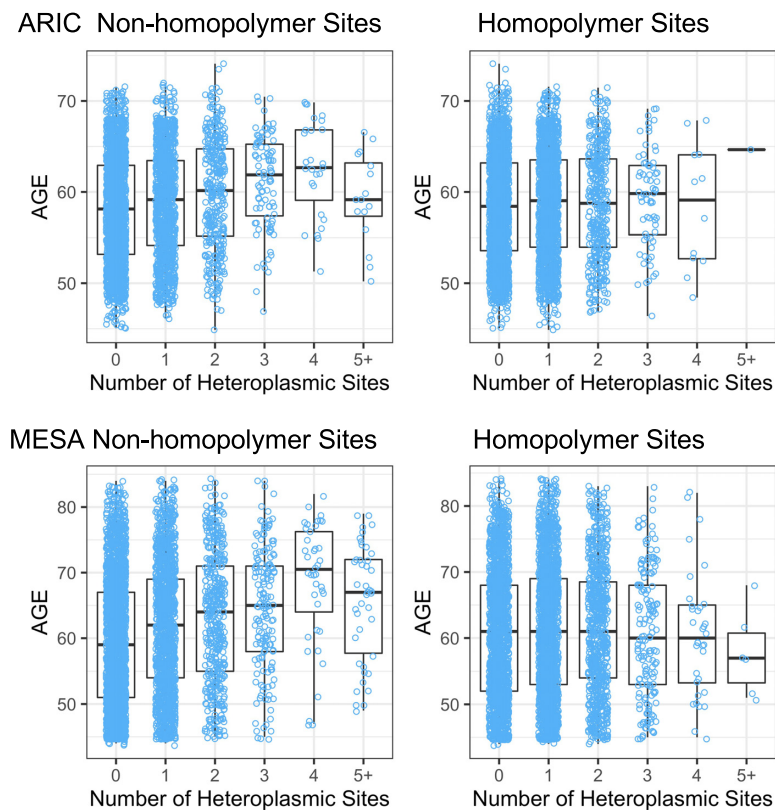 ARIC Non-homopolymer Sites
Homopolymer Sites
AGE
70
60
50
0 1 2 3 4 5+
Number of Heteroplasmic Sites
AGE
70
60
50
0 1 2 3 4 5+
Number of Heteroplasmic Sites
MESA Non-homopolymer Sites
Homopolymer Sites
AGE
80
70
60
50
0 1 2 3 4 5+
Number of Heteroplasmic Sites
AGE
80
70
60
50
0 1 2 3 4 5+
Number of Heteroplasmic Sites